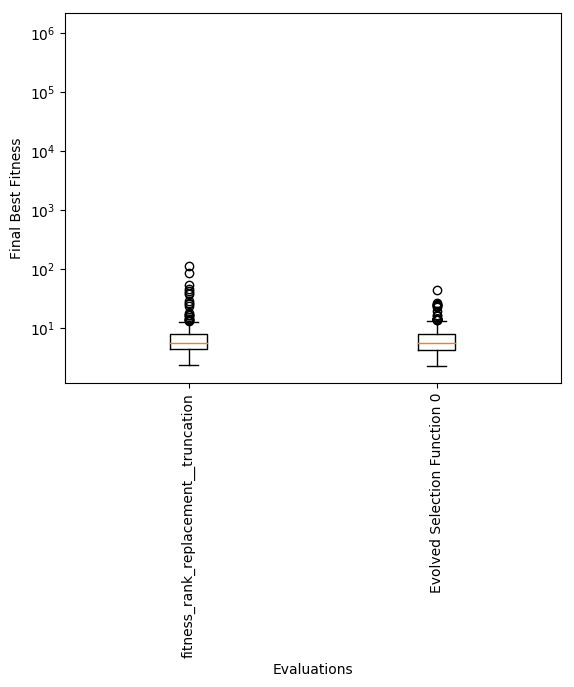 Final Best Fitness
10^6
10^5
10^4
10^3
10^2
10^1
fitness_rank_replacement__truncation
Evolved Selection Function 0
Evaluations